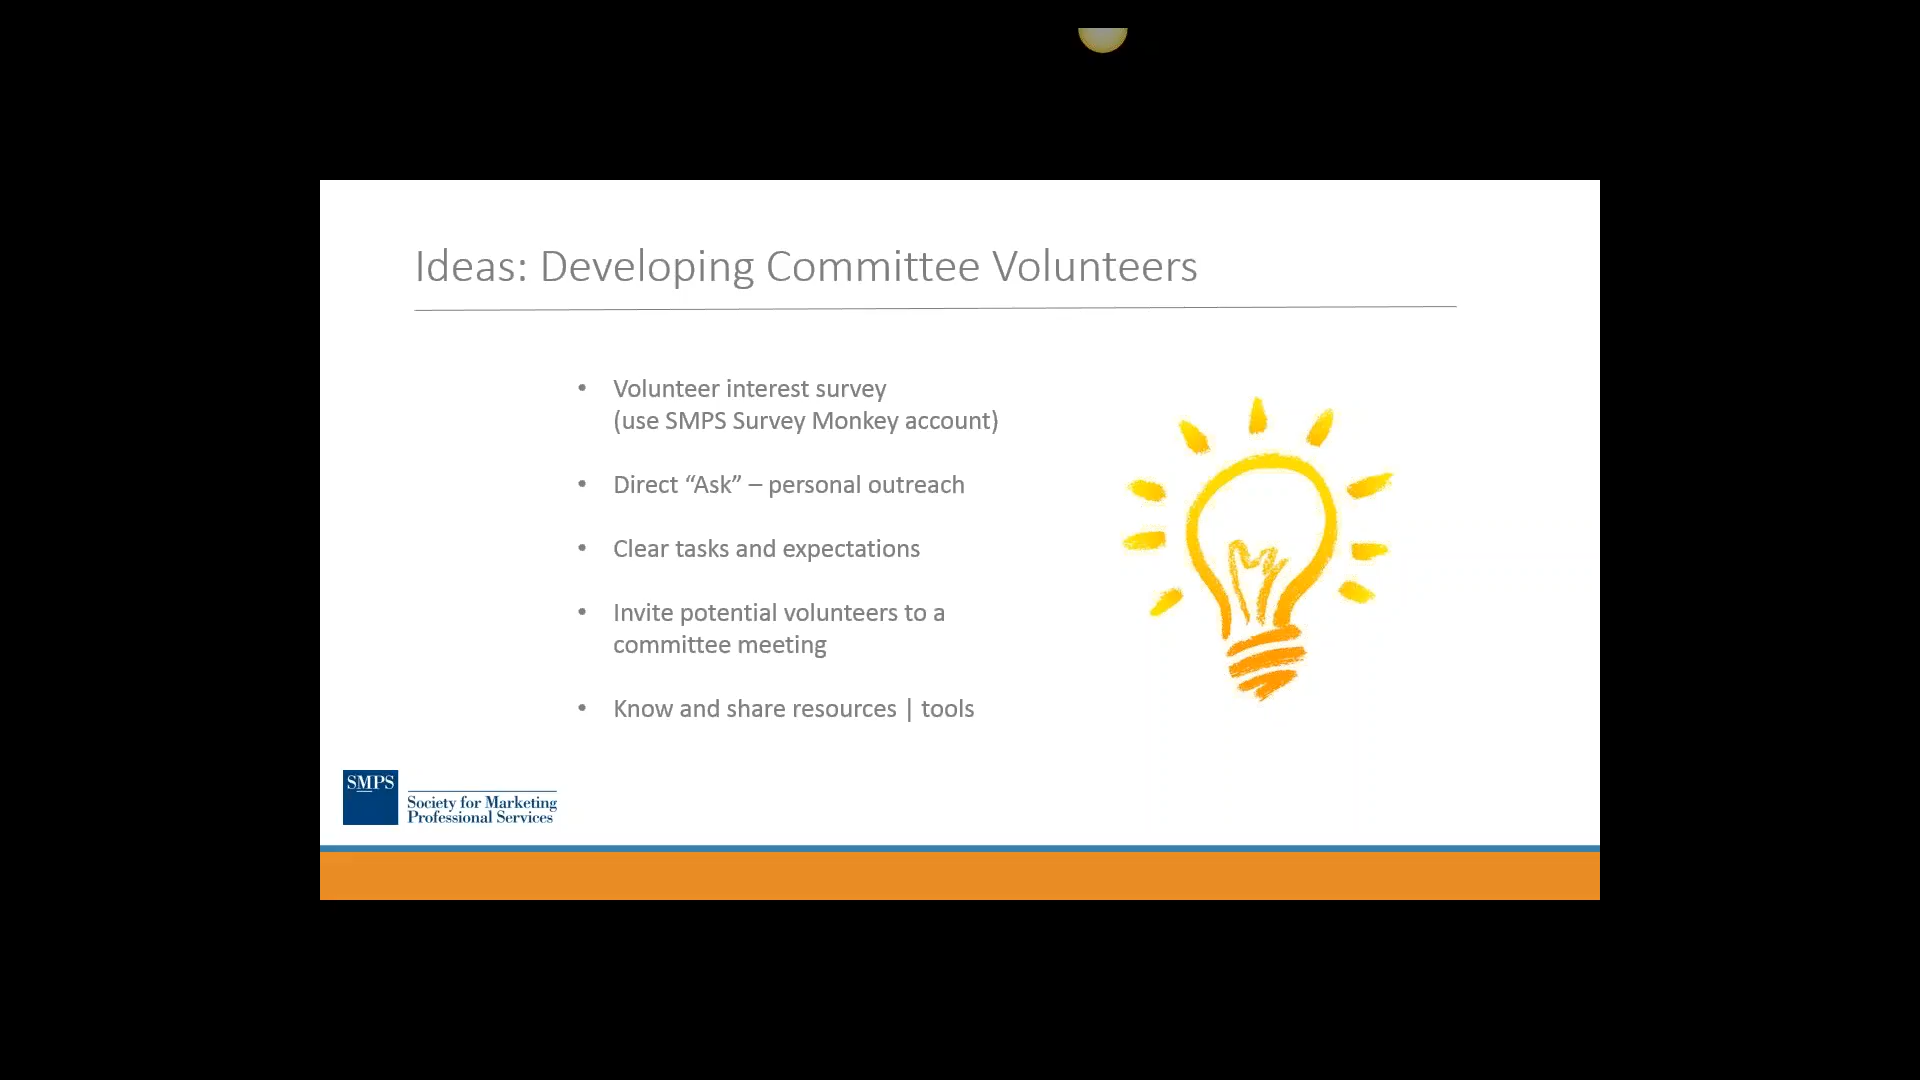 Ideas: Developing Committee Volunteers
• Volunteer interest survey
(use SMPS Survey Monkey account)
• Direct “Ask” – personal outreach
• Clear tasks and expectations
• Invite potential volunteers to a
committee meeting
• Know and share resources | tools
SMPS
Society for Marketing
Professional Services